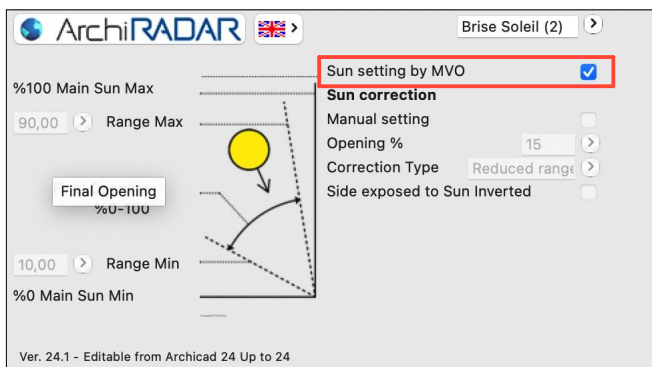 ArchiRADAR
Brise Soleil (2)
Sun setting by MVO
%100 Main Sun Max
Sun correction
90,00 Range Max
Manual setting
Opening % 15
Correction Type Reduced range
Final Opening
Side exposed to Sun Inverted
%0-100
10,00 Range Min
%0 Main Sun Min
Ver. 24.1 - Editable from Archicad 24 Up to 24